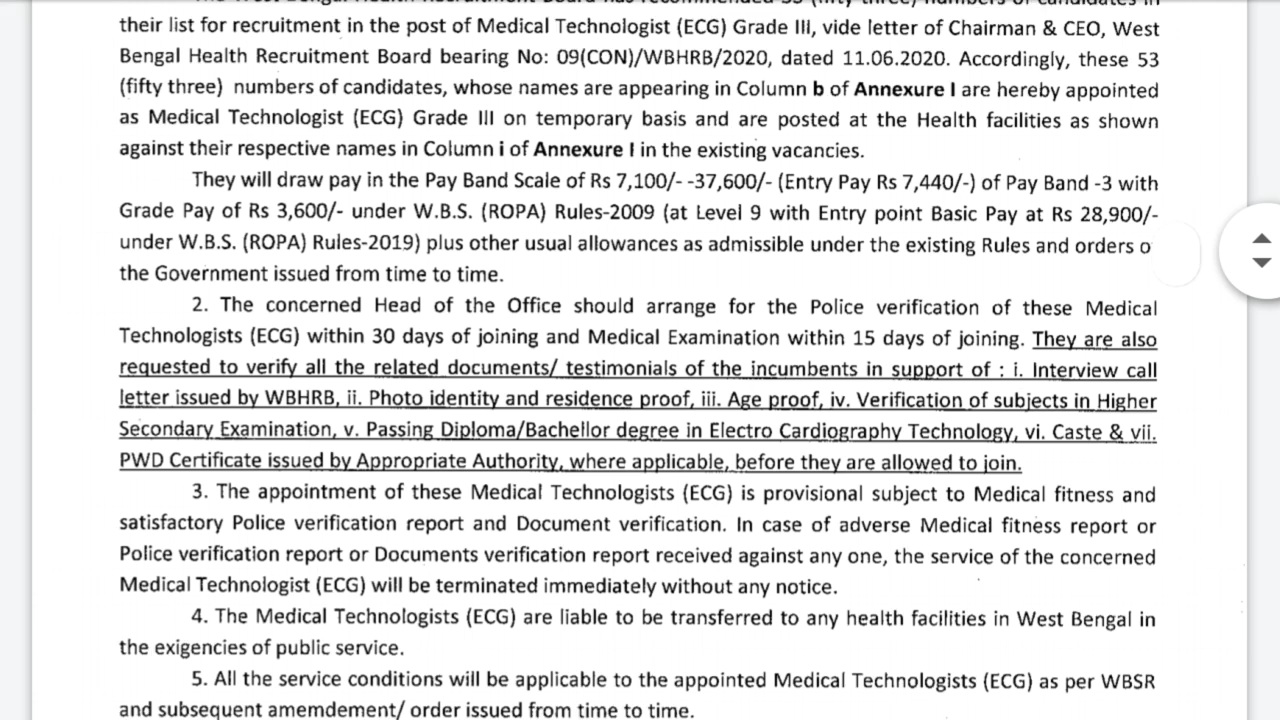 their list for recruitment in the post of Medical Technologist (ECG) Grade III, vide letter of Chairman & CEO, West
Bengal Health Recruitment Board bearing No: 09(CON)/WBHRB/2020, dated 11.06.2020. Accordingly, these 53
(fifty three) numbers of candidates, whose names are appearing in Column b of Annexure I are hereby appointed
as Medical Technologist (ECG) Grade III on temporary basis and are posted at the Health facilities as shown
against their respective names in Column i of Annexure I in the existing vacancies.
They will draw pay in the Pay Band Scale of Rs 7,100/- -37,600/- (Entry Pay Rs 7,440/-) of Pay Band -3 with
Grade Pay of Rs 3,600/- under W.B.S. (ROPA) Rules-2009 (at Level 9 with Entry point Basic Pay at Rs 28,900/-
under W.B.S. (ROPA) Rules-2019) plus other usual allowances as admissible under the existing Rules and orders o
the Government issued from time to time.
2. The concerned Head of the Office should arrange for the Police verification of these Medical
Technologists (ECG) within 30 days of joining and Medical Examination within 15 days of joining. They are also
requested to verify all the related documents/ testimonials of the incumbents in support of : i. Interview call
letter issued by WBHRB, ii. Photo identity and residence proof, iii. Age proof, iv. Verification of subjects in Higher
Secondary Examination, v. Passing Diploma/Bachellor degree in Electro Cardiography Technology, vi. Caste & vii.
PWD Certificate issued by Appropriate Authority, where applicable, before they are allowed to join.
3. The appointment of these Medical Technologists (ECG) is provisional subject to Medical fitness and
satisfactory Police verification report and Document verification. In case of adverse Medical fitness report or
Police verification report or Documents verification report received against any one, the service of the concerned
Medical Technologist (ECG) will be terminated immediately without any notice.
4. The Medical Technologists (ECG) are liable to be transferred to any health facilities in West Bengal in
the exigencies of public service.
5. All the service conditions will be applicable to the appointed Medical Technologists (ECG) as per WBSR
and subsequent amemdement/ order issued from time to time.